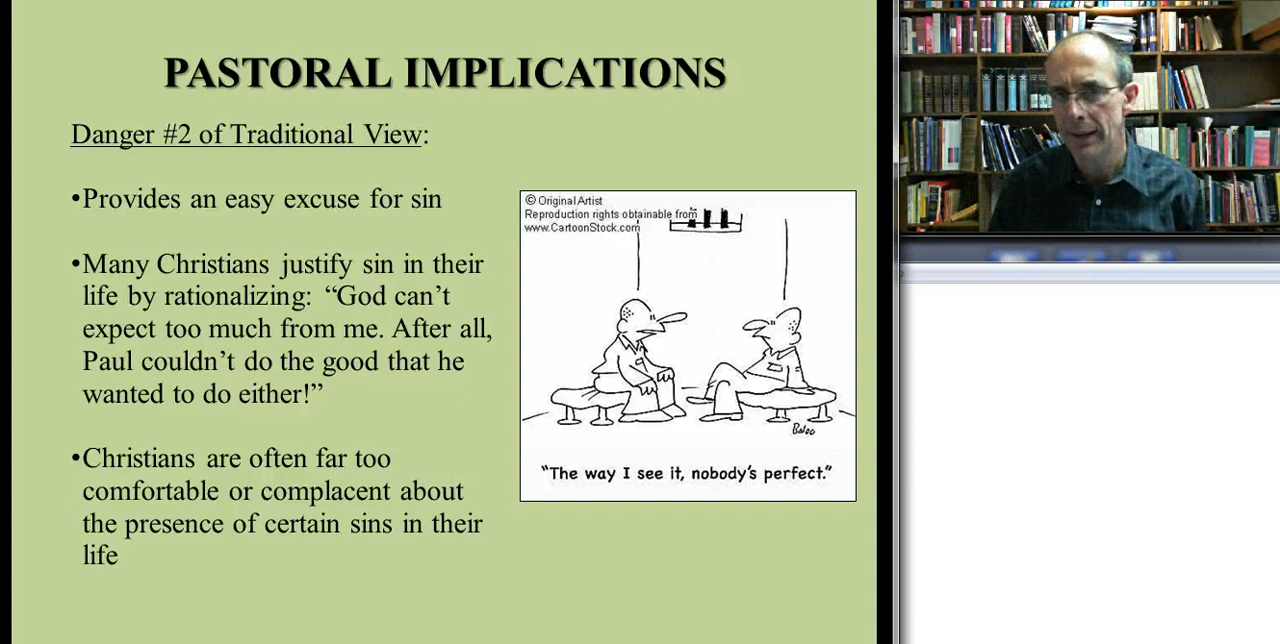 PASTORAL IMPLICATIONS
Danger #2 of Traditional View:
•Provides an easy excuse for sin
•Many Christians justify sin in their
life by rationalizing: “God can’t
expect too much from me. After all,
Paul couldn’t do the good that he
wanted to do either!”
•Christians are often far too
comfortable or complacent about
the presence of certain sins in their
life
© Original Artist
Reproduction rights obtainable from
www.CartoonStock.com
Baloo
“The way I see it, nobody’s perfect.”